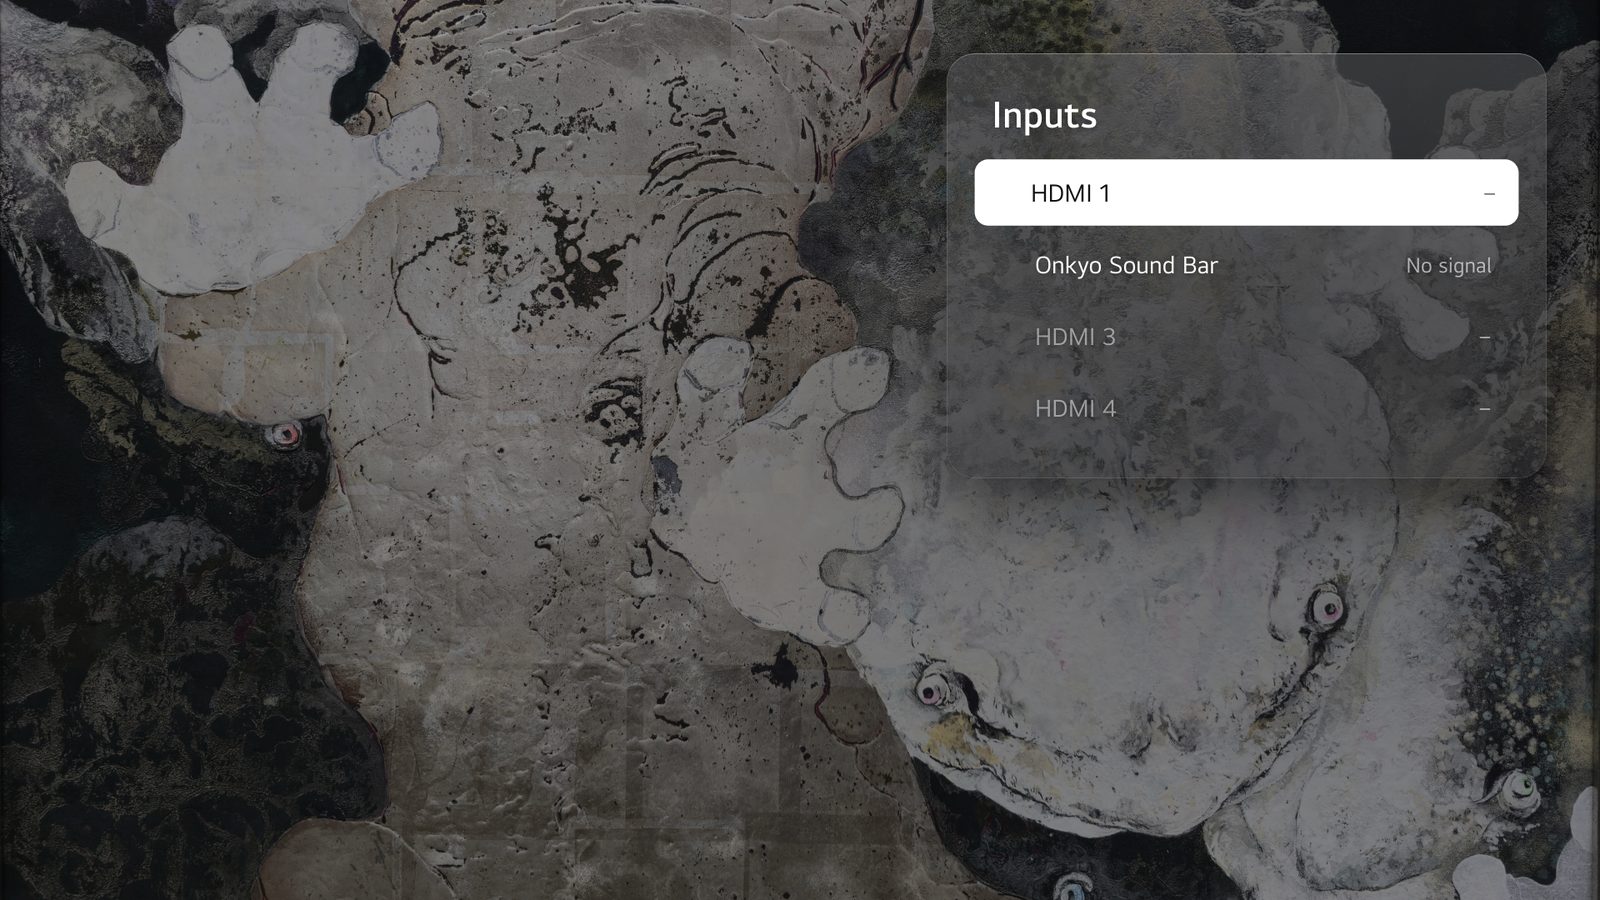 Inputs
HDMI 1 –
Onkyo Sound Bar No signal
HDMI 3 –
HDMI 4 –